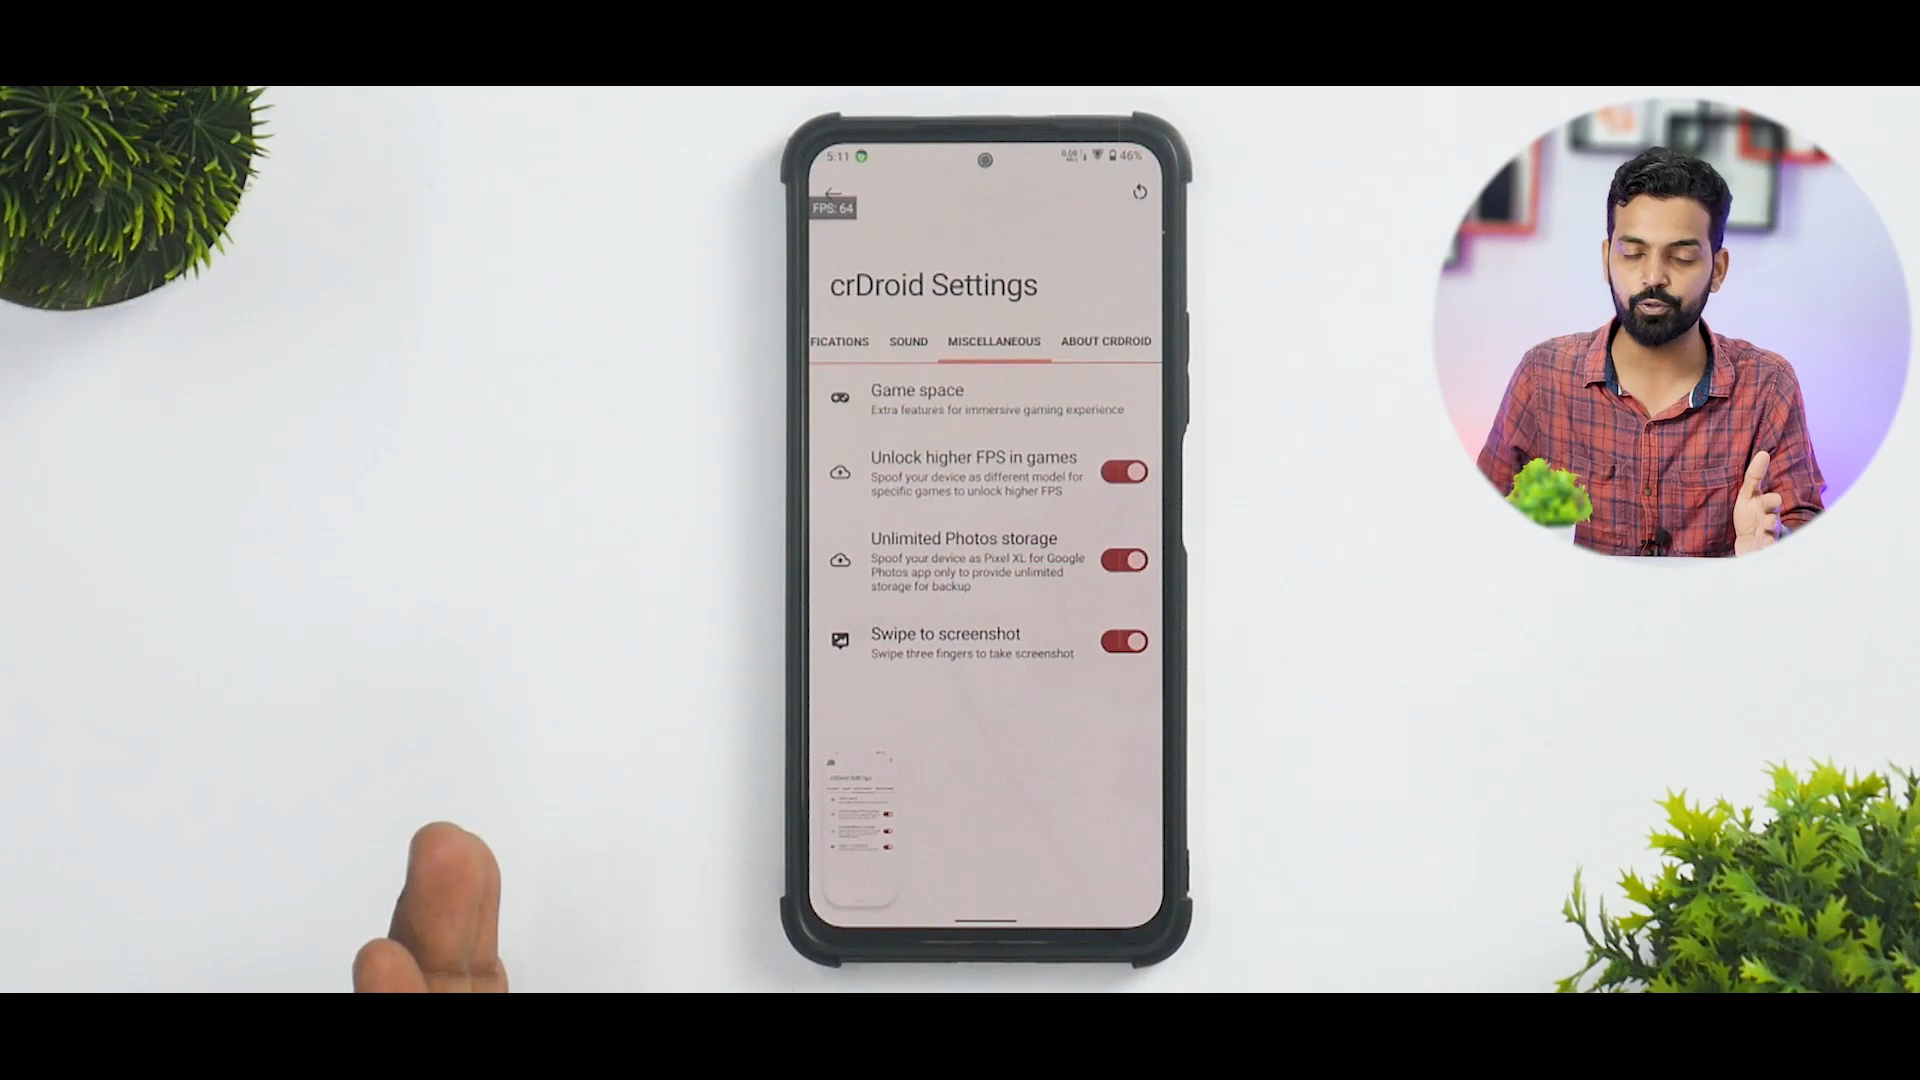 5:11
46%
FPS: 64
crDroid Settings
FICATIONS SOUND MISCELLANEOUS ABOUT CRDROID
Game space
Extra features for immersive gaming experience
Unlock higher FPS in games
Spoof your device as different model for
specific games to unlock higher FPS
Unlimited Photos storage
Spoof your device as Pixel XL for Google
Photos app only to provide unlimited
storage for backup
Swipe to screenshot
Swipe three fingers to take screenshot